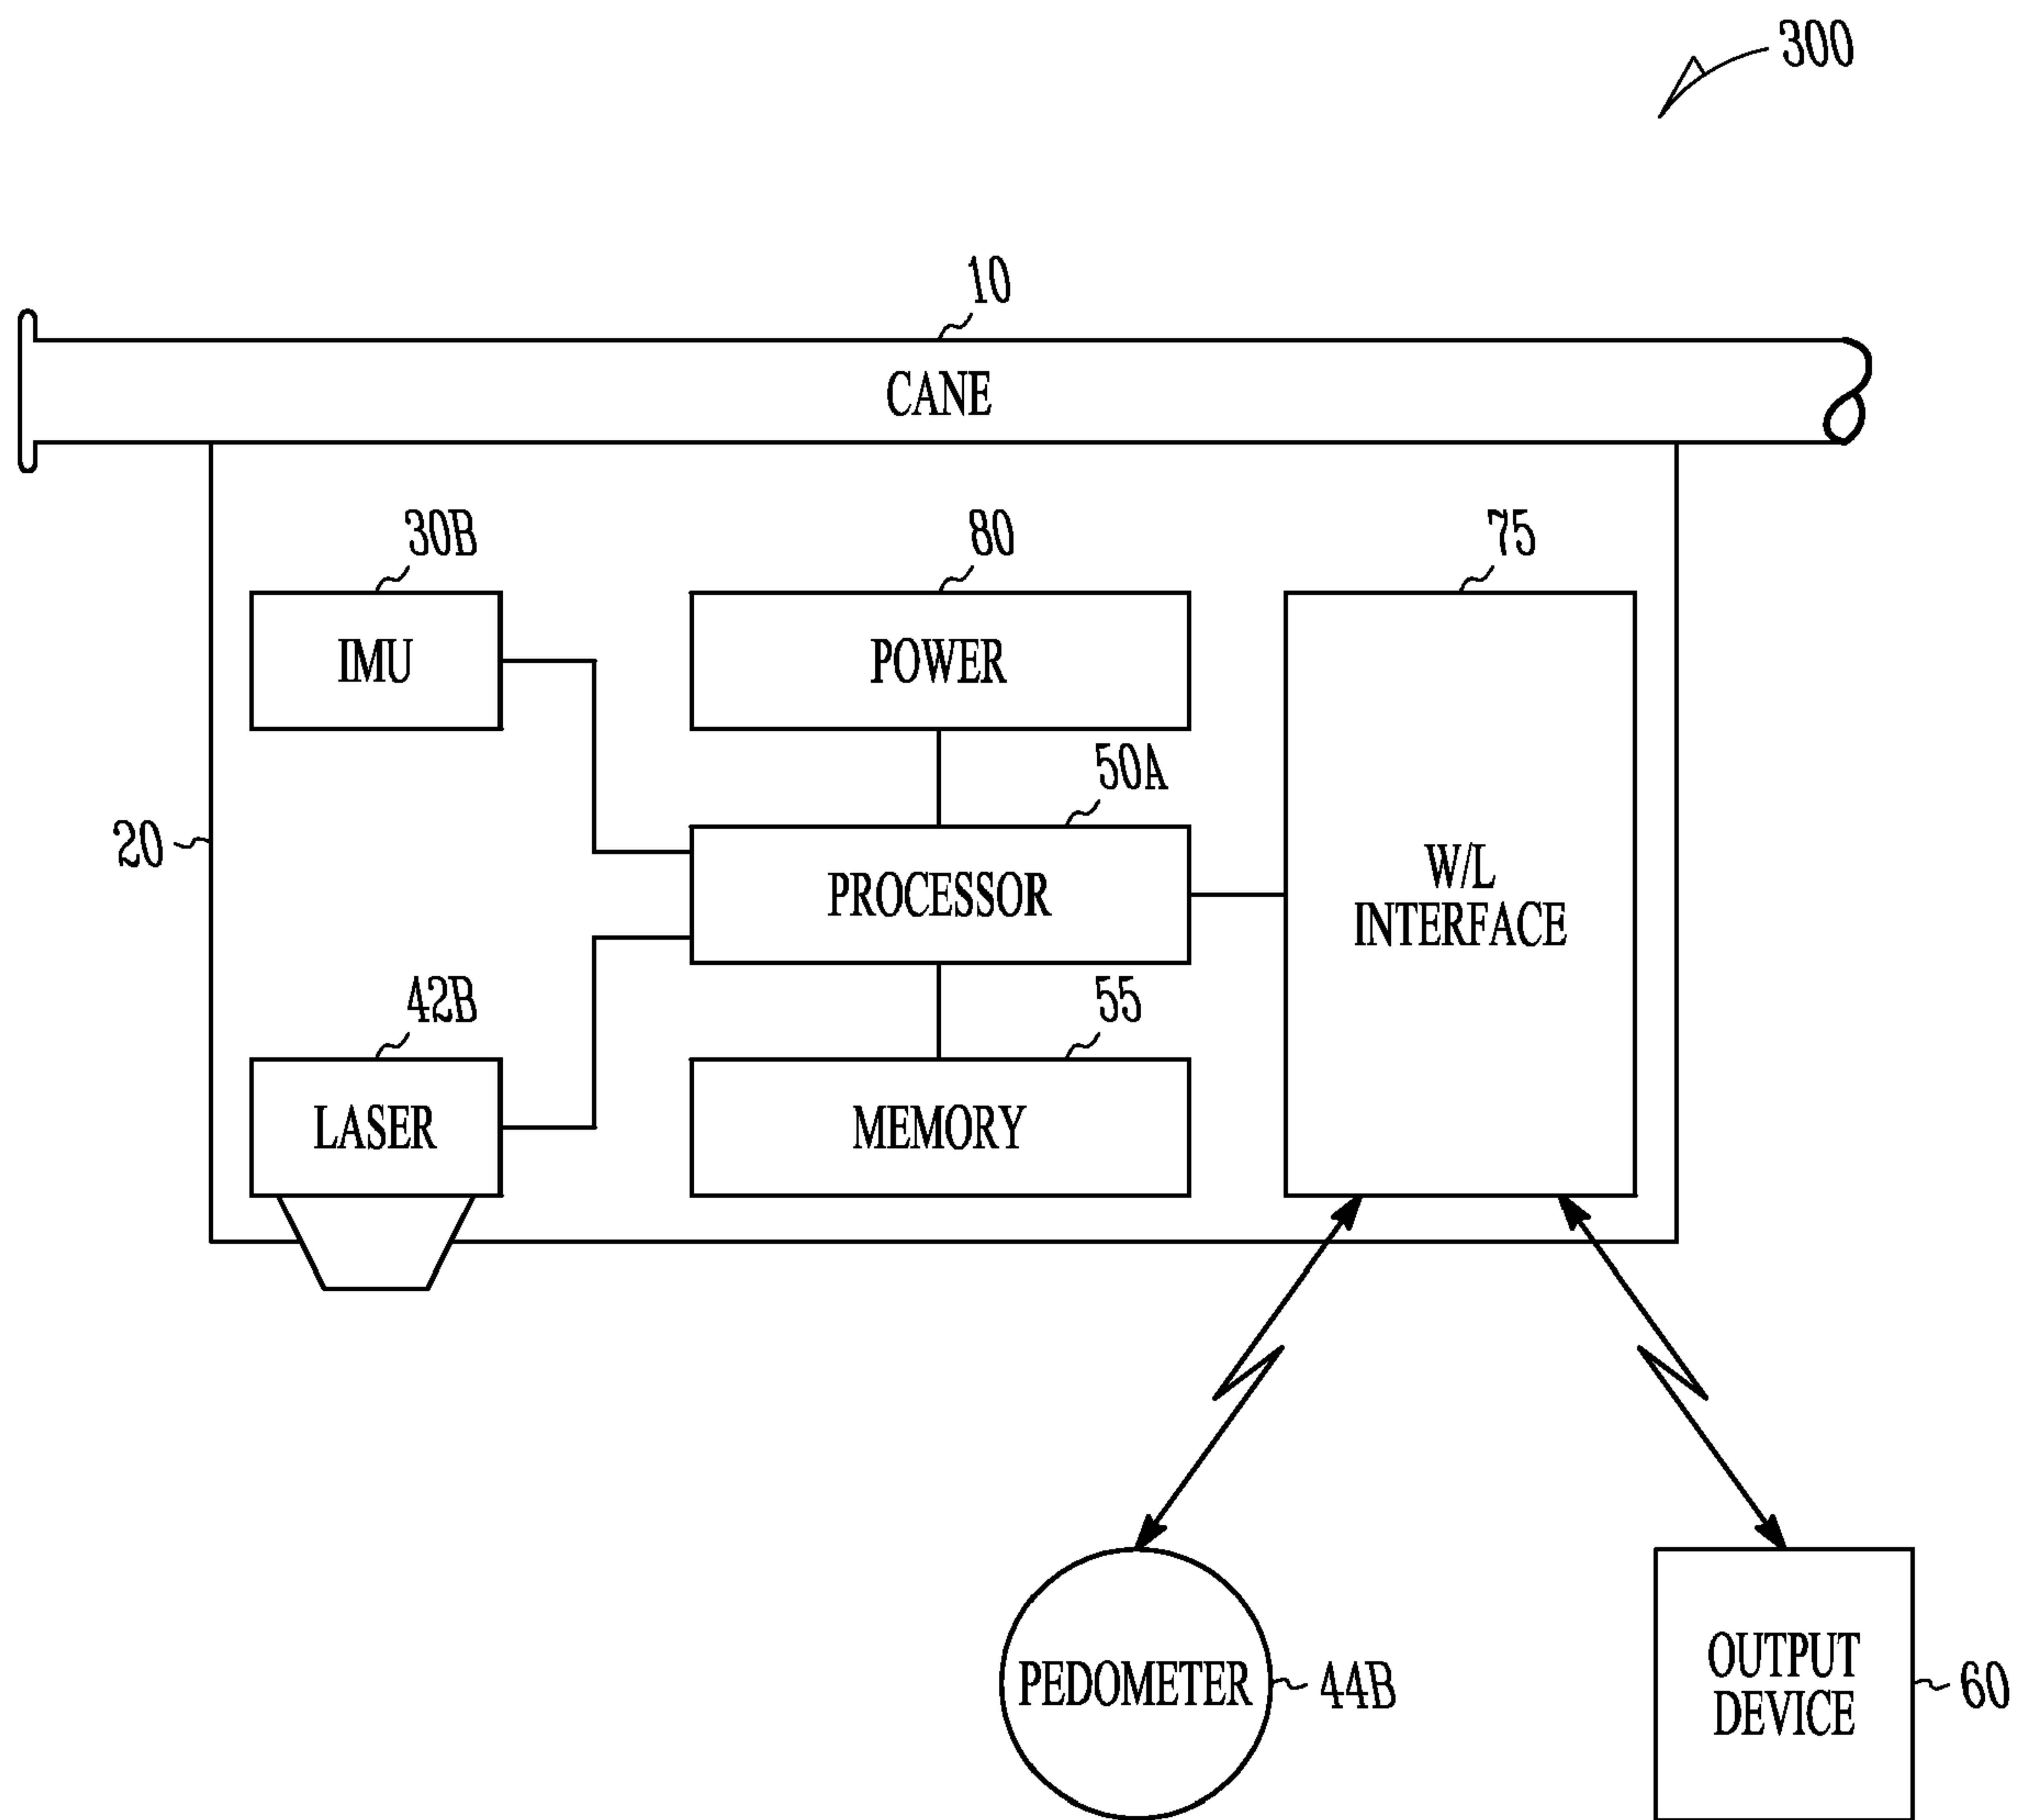 300
10
CANE
30B
80
75
IMU
POWER
50A
20
PROCESSOR
W/L
INTERFACE
42B
55
LASER
MEMORY
PEDOMETER
44B
OUTPUT
DEVICE
60